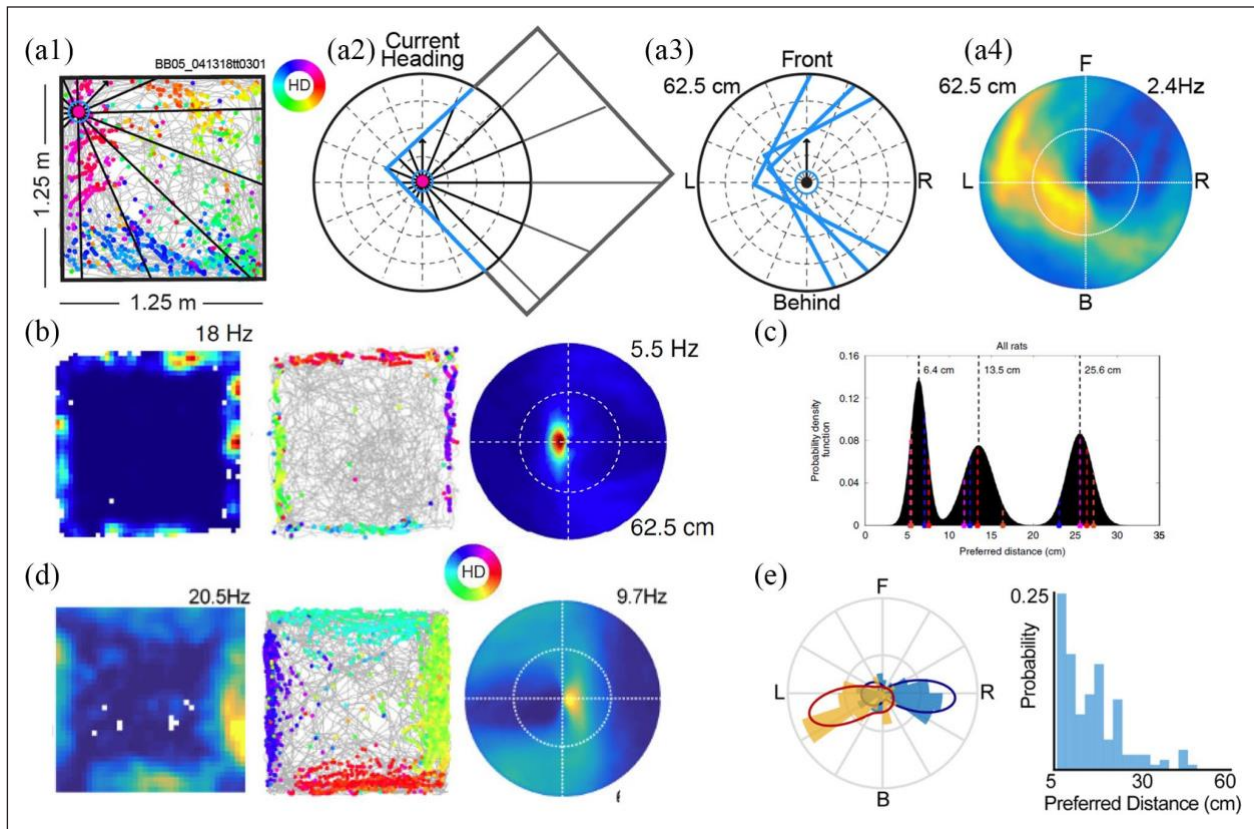 (a1)
BB05_041318tt0301
HD
1.25 m
1.25 m
(a2)
Current
Heading
(a3)
Front
62.5 cm
L
R
Behind
(a4)
F
62.5 cm
2.4Hz
L
R
B
(b)
18 Hz
5.5 Hz
62.5 cm
(c)
All rats
Probability density
function
0.16
0.12
0.08
0.04
0
6.4 cm
13.5 cm
25.6 cm
0 5 10 15 20 25 30 35
Preferred distance (cm)
(d)
20.5Hz
HD
9.7Hz
(e)
F
L
R
B
0.25
Probability
5 30 60
Preferred Distance (cm)